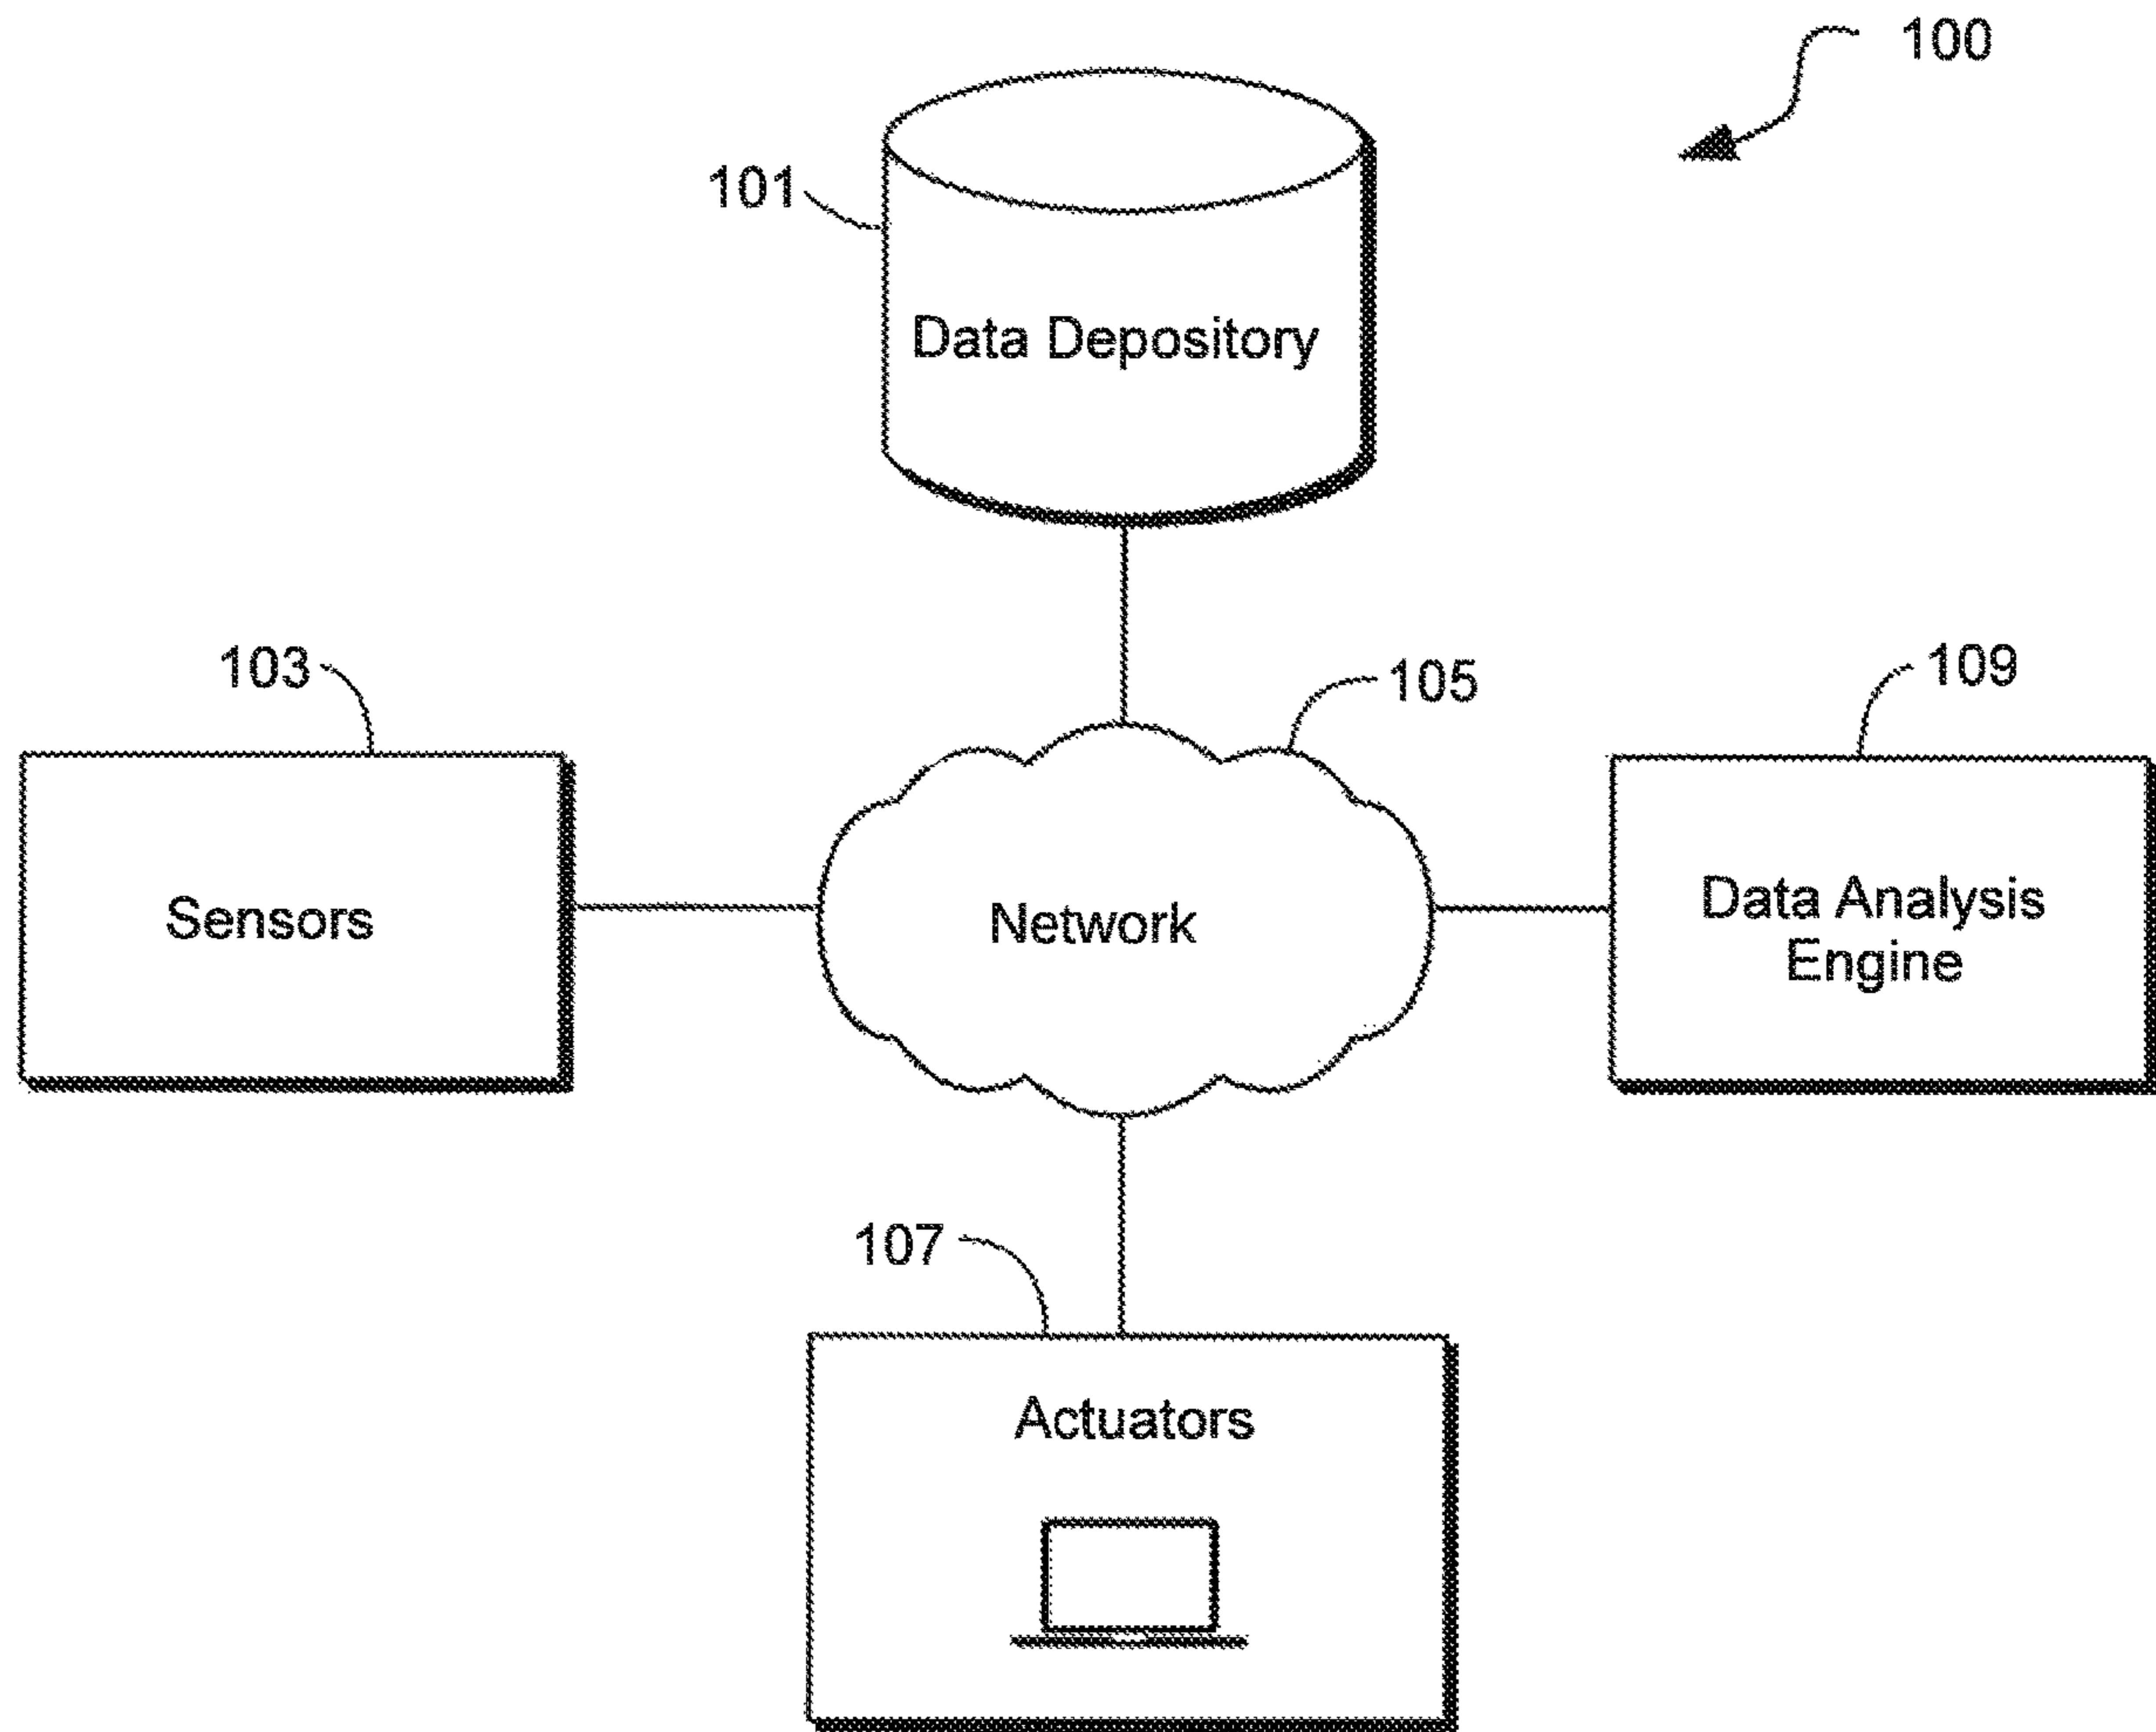 100
101
Data Depository
103
105
109
Sensors
Network
Data Analysis
Engine
107
Actuators